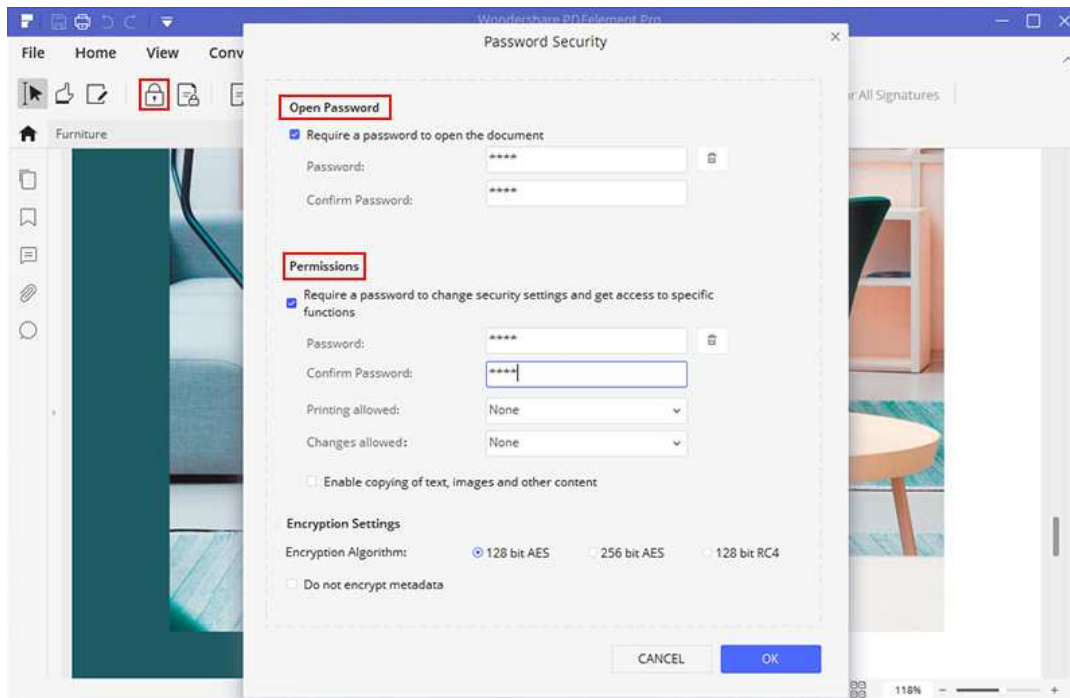 Wondershare PDFelement Pro
File Home View Conv
Password Security
All Signatures
Furniture
Open Password
Require a password to open the document
Password: ****
Confirm Password: ****
Permissions
Require a password to change security settings and get access to specific
functions
Password: ****
Confirm Password: ****
Printing allowed: None
Changes allowed: None
Enable copying of text, images and other content
Encryption Settings
Encryption Algorithm: 128 bit AES 256 bit AES 128 bit RC4
Do not encrypt metadata
CANCEL OK
118%